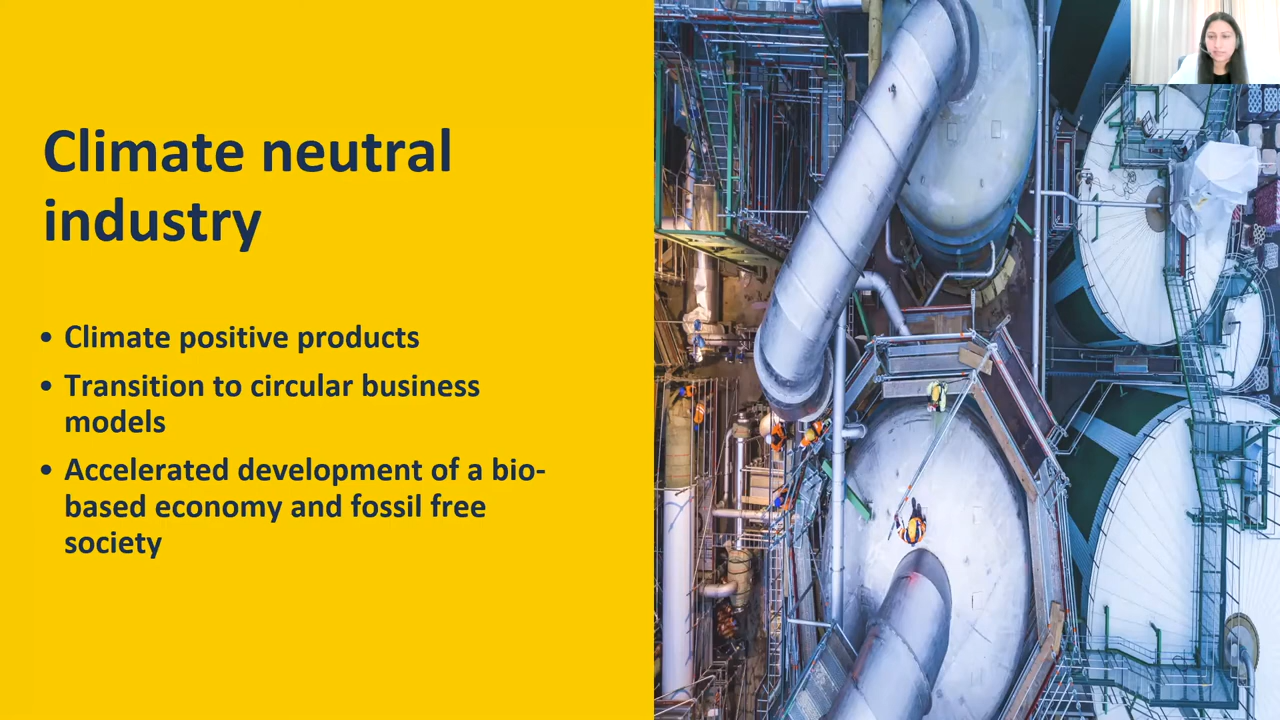 Climate neutral
industry
• Climate positive products
• Transition to circular business
models
• Accelerated development of a bio-
based economy and fossil free
society